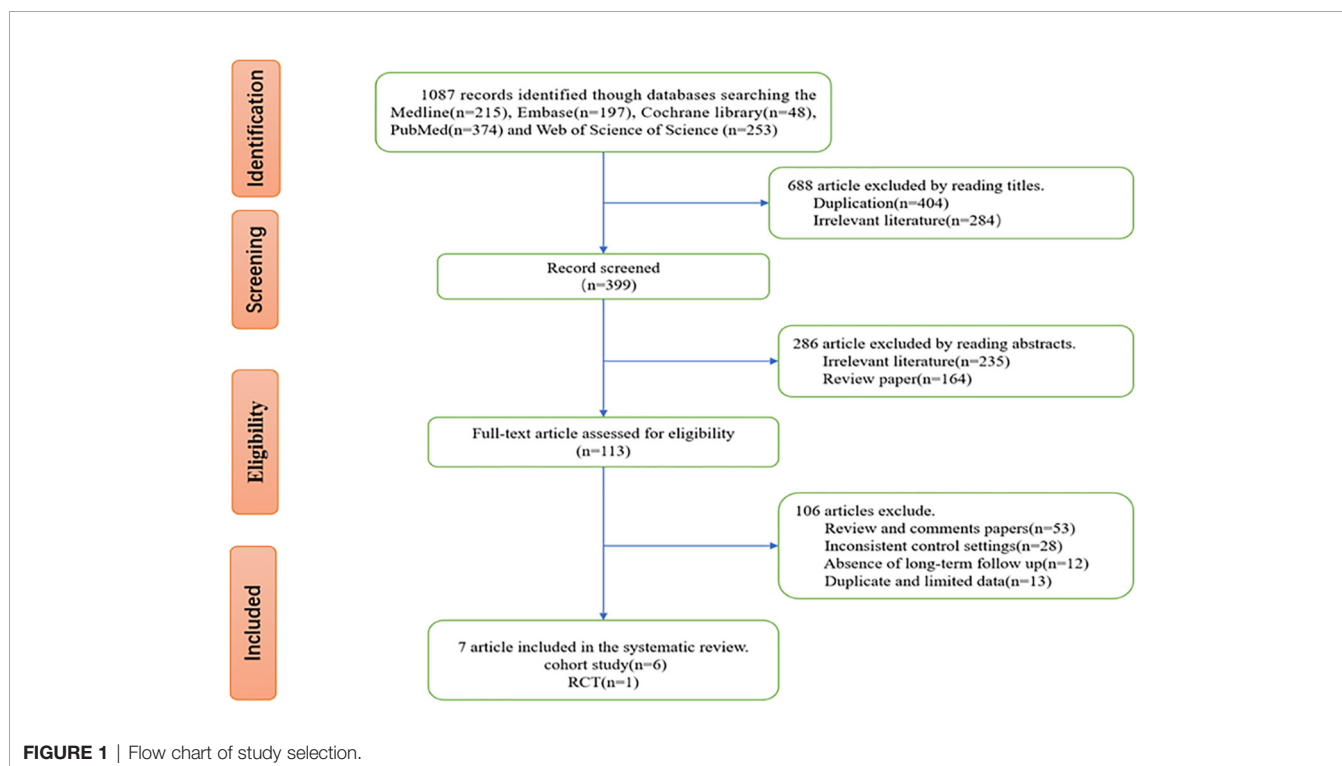 Identification
1087 records identified though databases searching the
Medline(n=215), Embase(n=197), Cochrane library(n=48),
PubMed(n=374) and Web of Science of Science (n=253)
688 article excluded by reading titles.
Duplication(n=404)
Irrelevant literature(n=284)
Screening
Record screened
(n=399)
286 article excluded by reading abstracts.
Irrelevant literature(n=235)
Review paper(n=164)
Eligibility
Full-text article assessed for eligibility
(n=113)
106 articles exclude.
Review and comments papers(n=53)
Inconsistent control settings(n=28)
Absence of long-term follow up(n=12)
Duplicate and limited data(n=13)
Included
7 article included in the systematic review.
cohort study(n=6)
RCT(n=1)
FIGURE 1 | Flow chart of study selection.